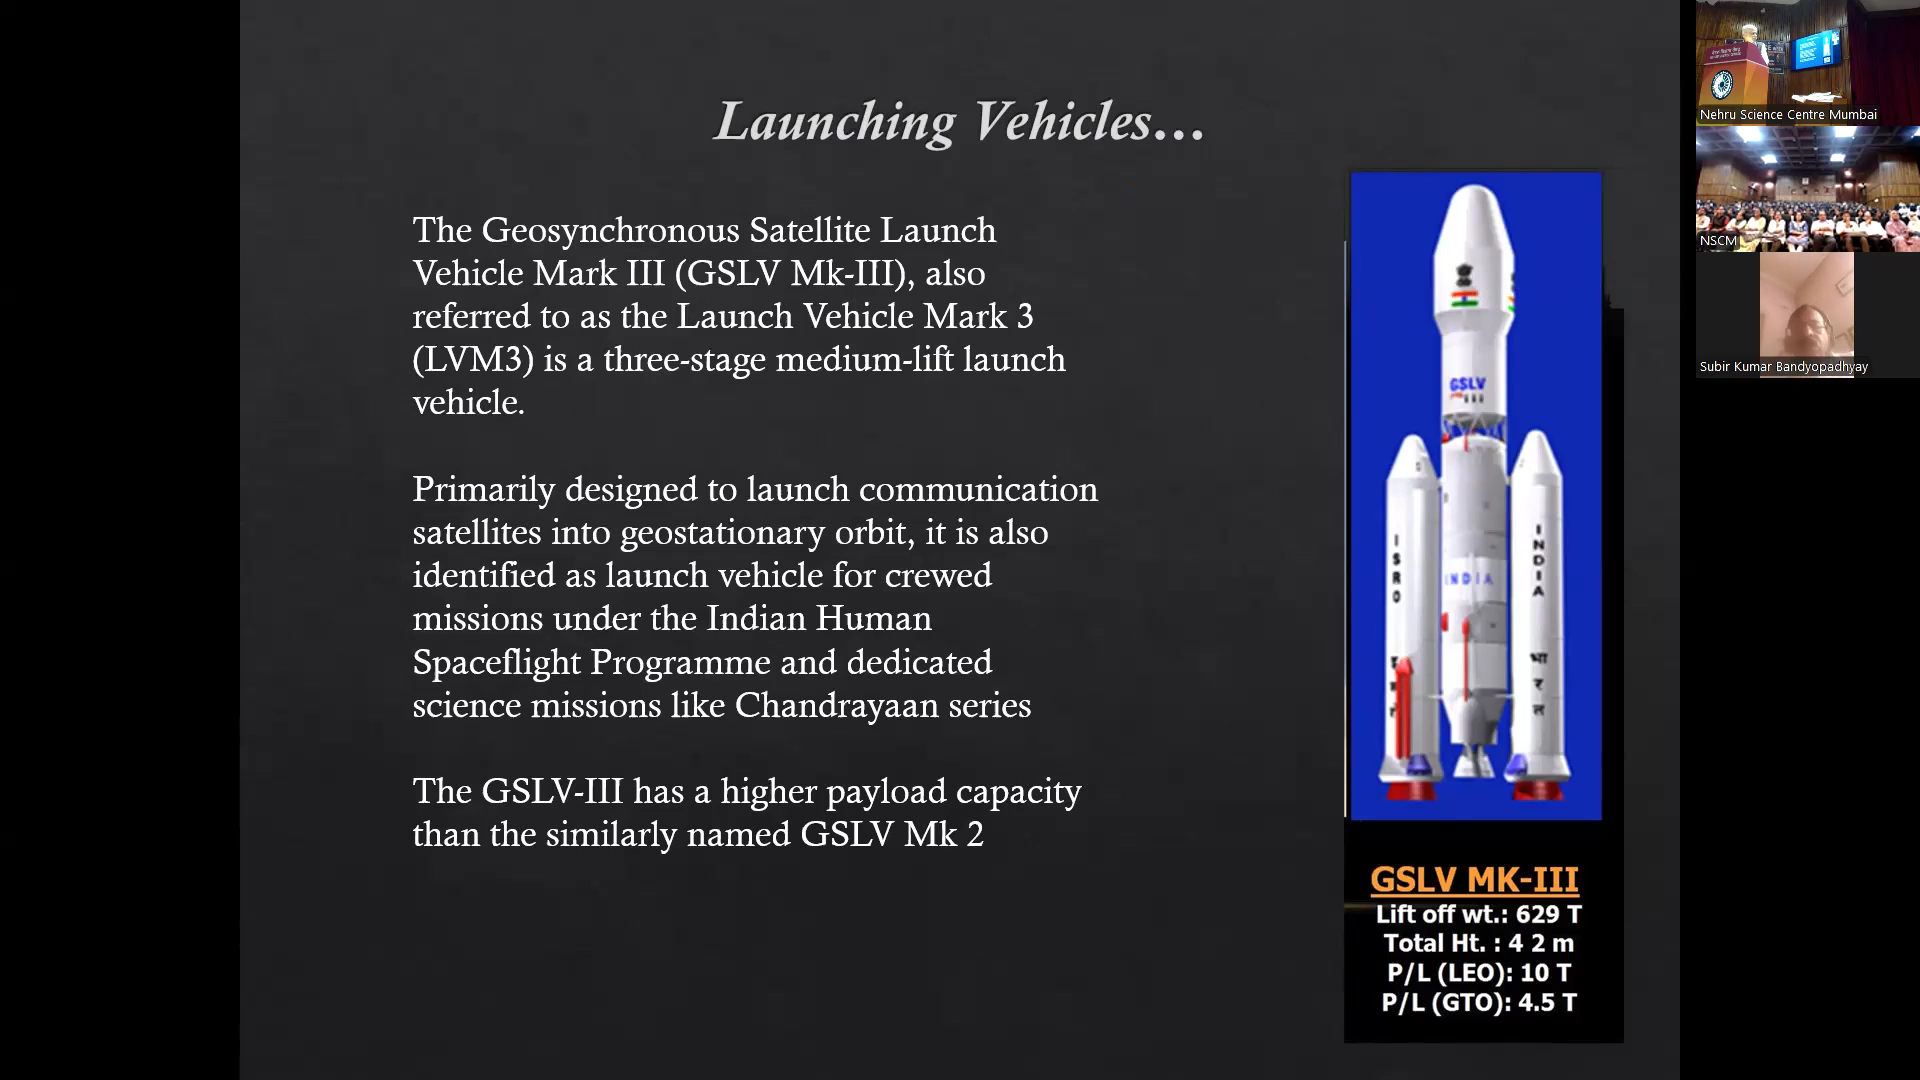 Launching Vehicles...
The Geosynchronous Satellite Launch
Vehicle Mark III (GSLV Mk-III), also
referred to as the Launch Vehicle Mark 3
(LVM3) is a three-stage medium-lift launch
vehicle.
Primarily designed to launch communication
satellites into geostationary orbit, it is also
identified as launch vehicle for crewed
missions under the Indian Human
Spaceflight Programme and dedicated
science missions like Chandrayaan series
The GSLV-III has a higher payload capacity
than the similarly named GSLV Mk 2
GSLV
III
ISRO
INDIA
INDIA
भारत
GSLV MK-III
Lift off wt.: 629 T
Total Ht. : 4 2 m
P/L (LEO): 10 T
P/L (GTO): 4.5 T
Nehru Science Centre Mumbai
NSCM
Subir Kumar Bandyopadhyay